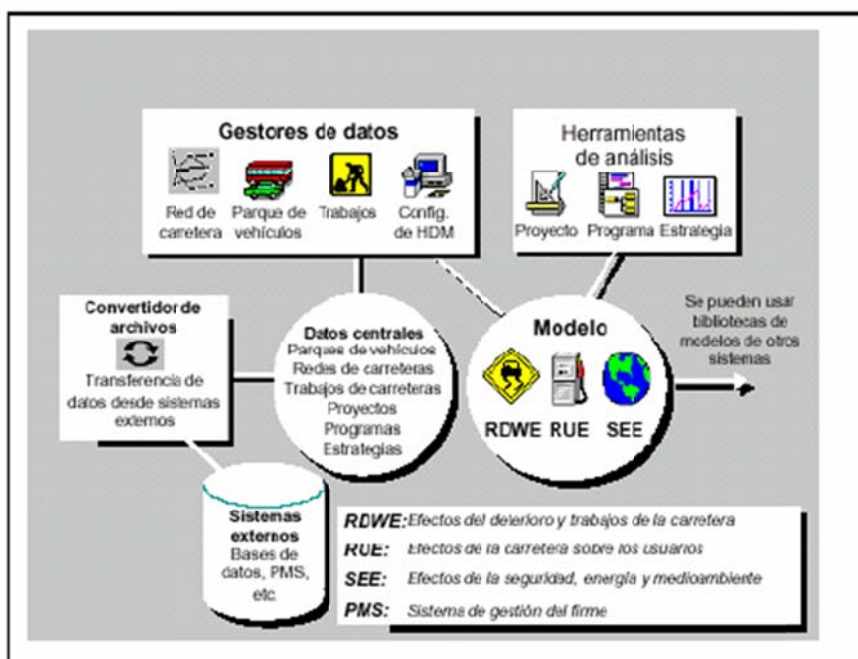 Gestores de datos
Red de
carretera
Parque de
vehículos
Trabajos
Config.
de HDM
Herramientas
de análisis
Proyecto
Programa
Estrategia
Convertidor de
archivos
Transferencia de
datos desde sistemas
externos
Datos centrales
Parques de vehículos
Redes de carreteras
Trabajos de carreteras
Proyectos
Programas
Estrategias
Modelo
RDWE
RUE
SEE
Se pueden usar
bibliotecas de
modelos de otros
sistemas
Sistemas
externos
Bases de
datos, PMS,
etc
RDWE: Efectos del deterioro y trabajos de la carretera
RUE: Efectos de la carretera sobre los usuarios
SEE: Efectos de la seguridad, energía y medioambiente
PMS: Sistema de gestión del firme